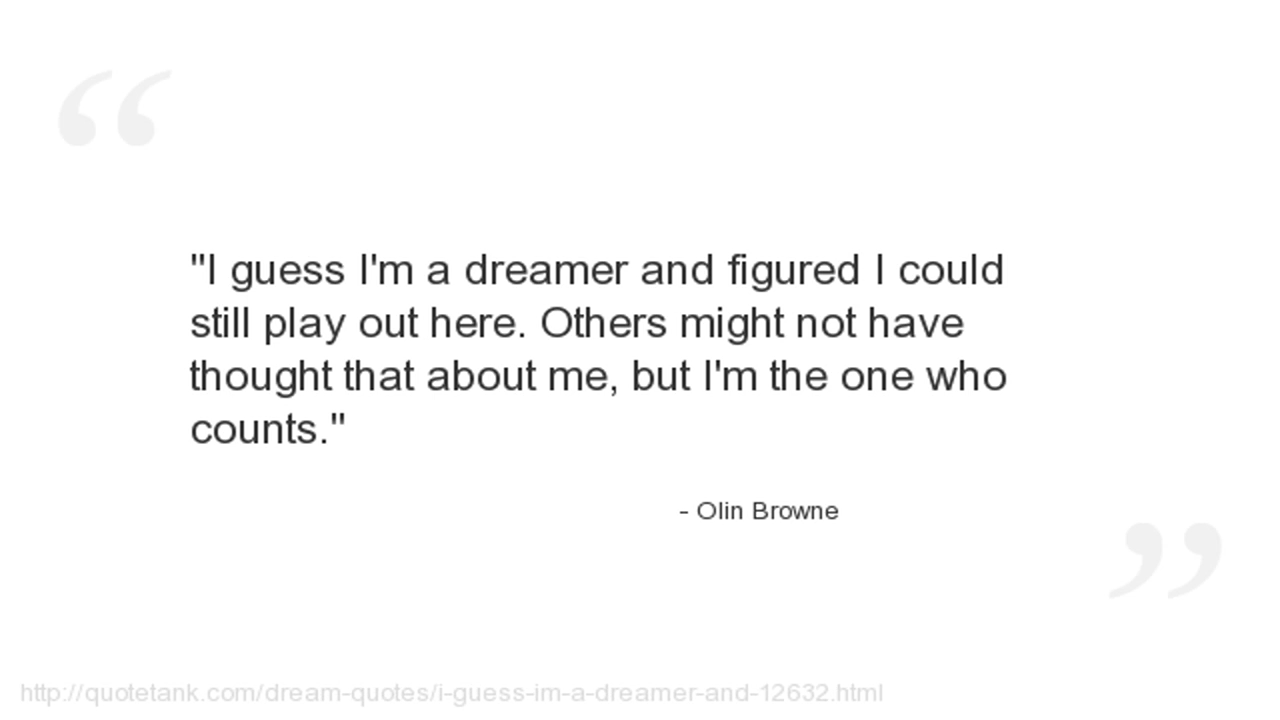 "I guess I'm a dreamer and figured I could
still play out here. Others might not have
thought that about me, but I'm the one who
counts."
- Olin Browne
http://quotetank.com/dream-quotes/i-guess-im-a-dreamer-and-12632.html